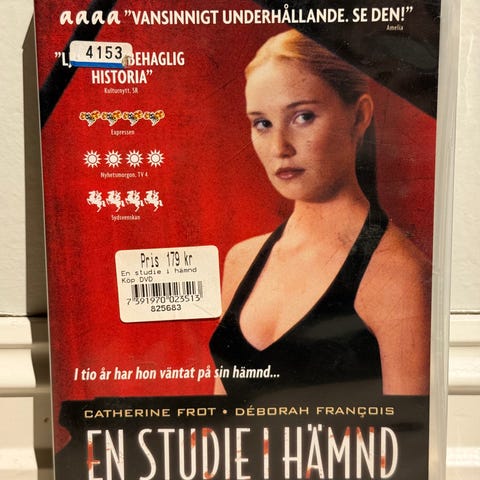 aaaa "VANSINNIGT UNDERHÅLLANDE. SE DEN!"
Amelia
4153
DEHAGLIG
HISTORIA"
Kulturnytt, SR
Expressen
Nyhetsmorgon, TV 4
Sydsvenskan
Pris 179 kr
En studie i hämnd
Köp DVD
7 391970 023513
825683
I tio år har hon väntat på sin hämnd...
CATHERINE FROT • DÉBORAH FRANÇOIS
EN STUDIE I HÄMND